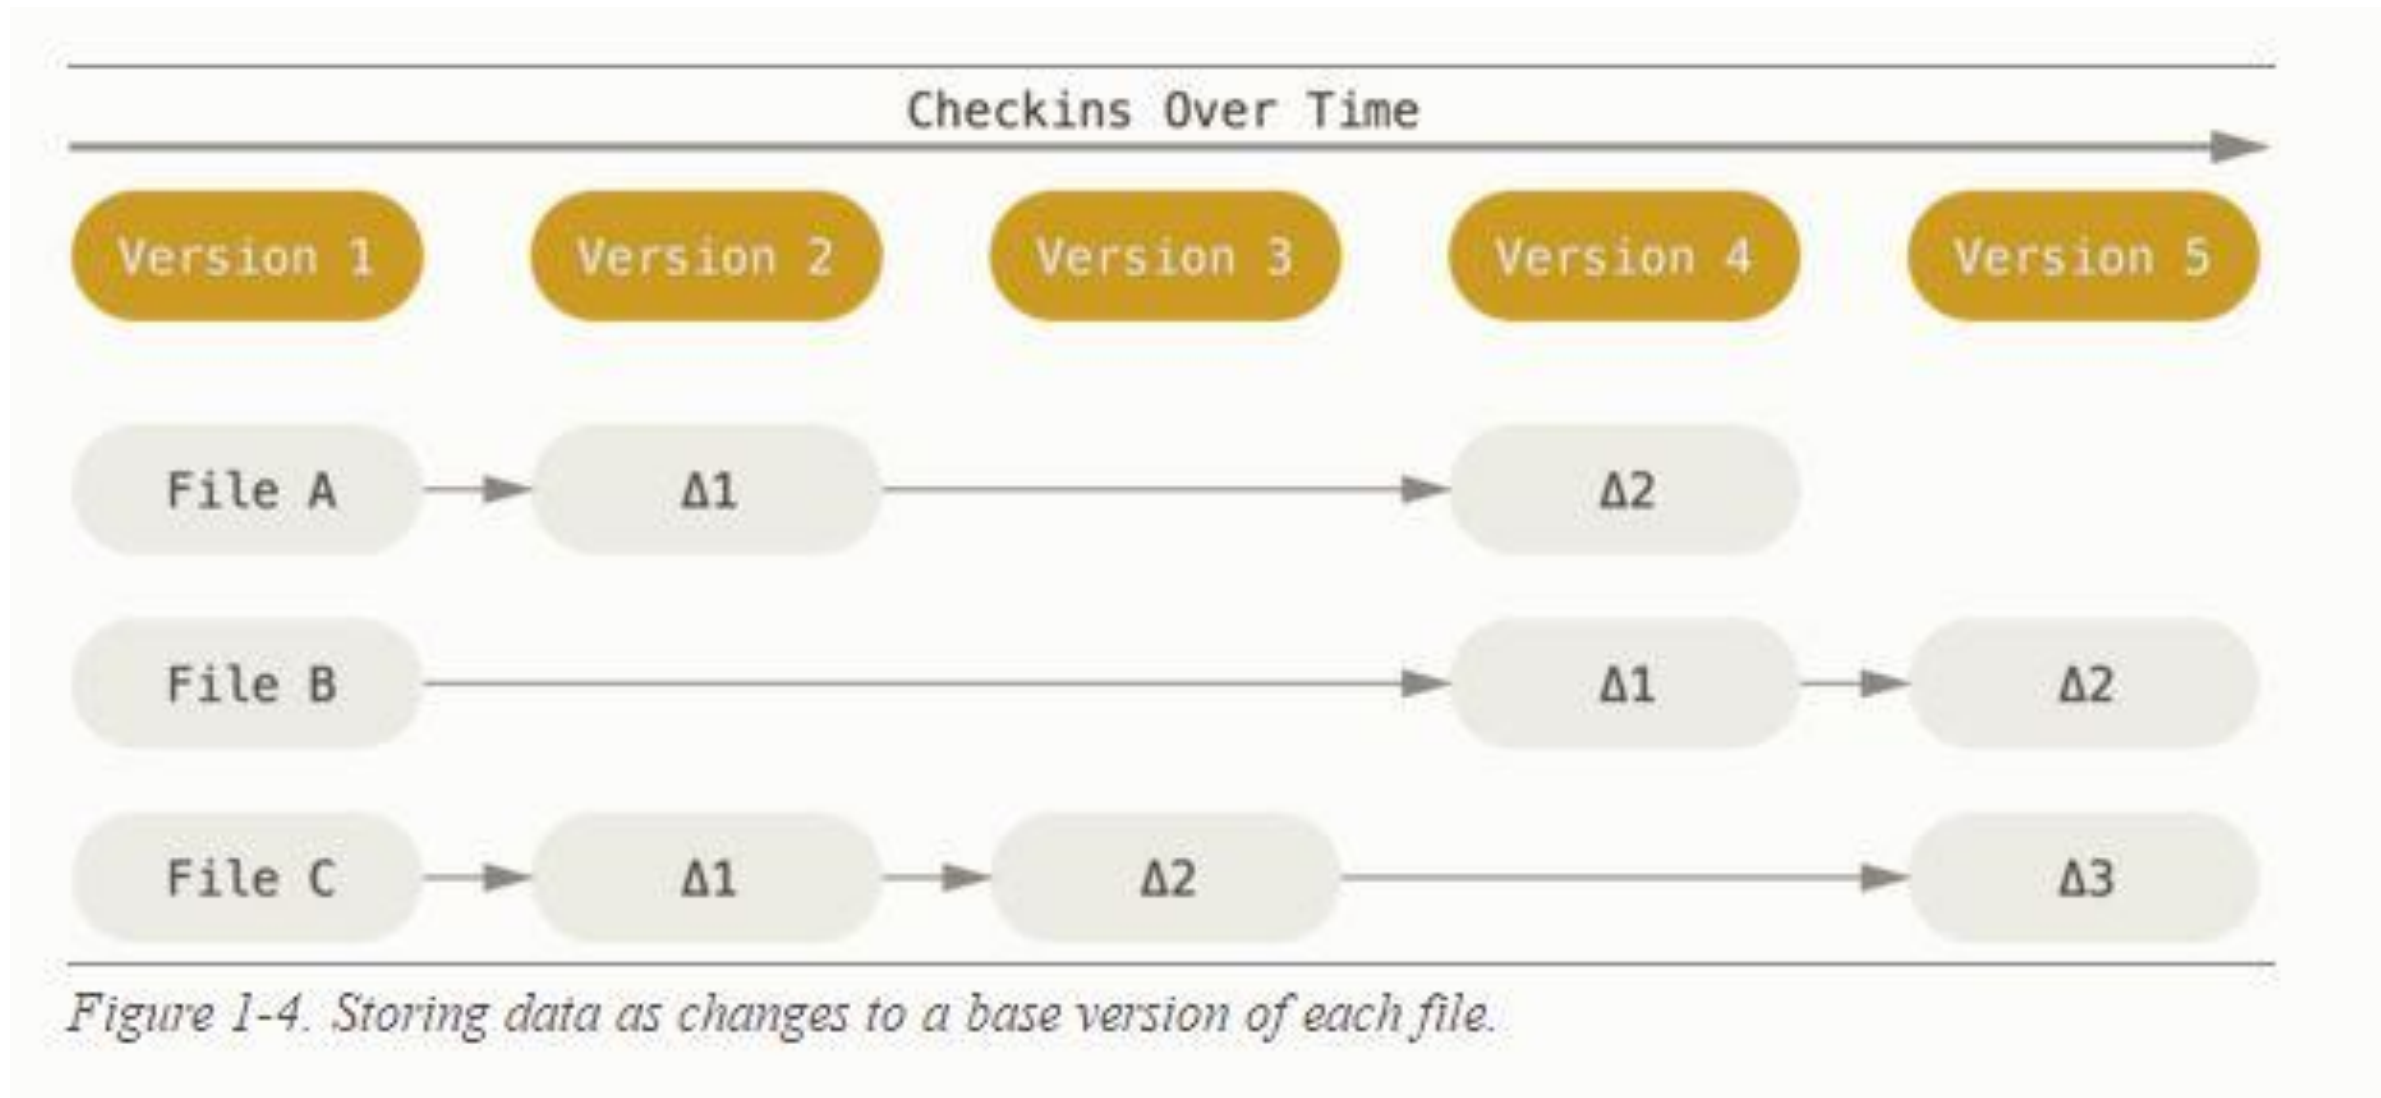 Checkins Over Time
Version 1 Version 2 Version 3 Version 4 Version 5
File A Δ1 Δ2
File B Δ1 Δ2
File C Δ1 Δ2 Δ3
Figure 1-4. Storing data as changes to a base version of each file.